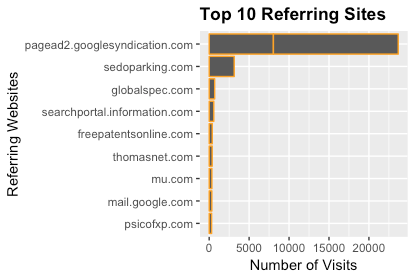 Top 10 Referring Sites
pagead2.googlesyndication.com
sedoparking.com
globalspec.com
searchportal.information.com
freepatentsonline.com
thomasnet.com
mu.com
mail.google.com
psicofxp.com
Referring Websites
0 5000 10000 15000 20000
Number of Visits